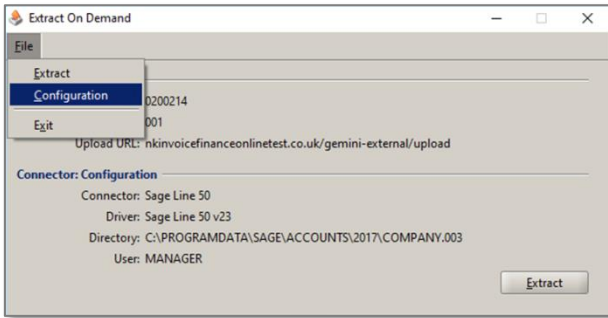 Extract On Demand
File
Extract
Configuration
Exit
0200214
001
Upload URL: nkinvoicefinanceonlinetest.co.uk/gemini-external/upload
Connector: Configuration
Connector: Sage Line 50
Driver: Sage Line 50 v23
Directory: C:\PROGRAMDATA\SAGE\ACCOUNTS\2017\COMPANY.003
User: MANAGER
Extract